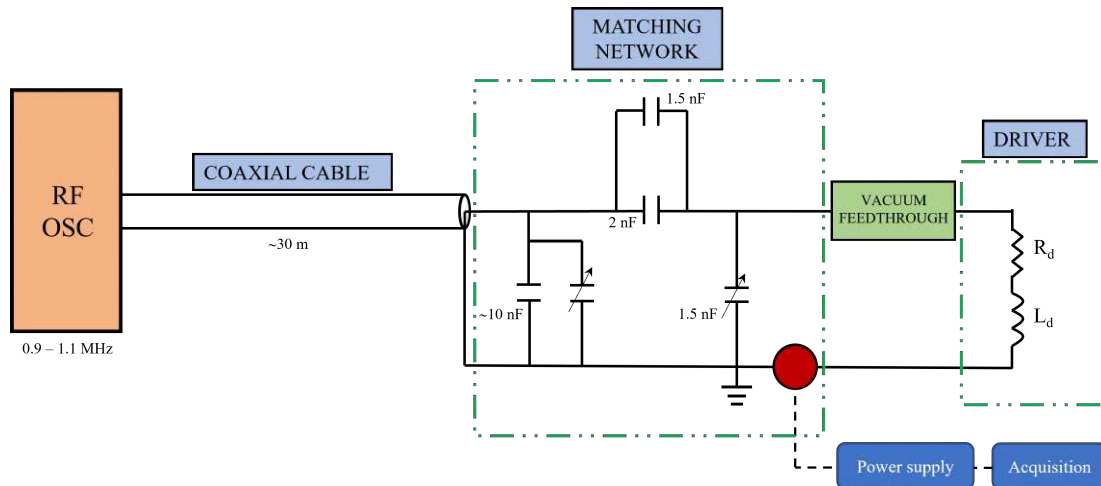 MATCHING
NETWORK
1.5 nF
DRIVER
COAXIAL CABLE
RF
OSC
VACUUM
FEEDTHROUGH
2 nF
~30 m
R_d
~10 nF
1.5 nF
L_d
0.9 – 1.1 MHz
Power supply
Acquisition